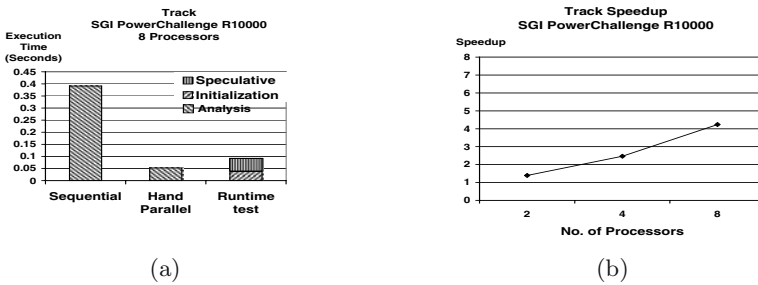 Track
SGI PowerChallenge R10000
8 Processors
Execution
Time
(Seconds)
0.45
0.4
0.35
0.3
0.25
0.2
0.15
0.1
0.05
0
Speculative
Initialization
Analysis
Sequential
Hand
Parallel
Runtime
test
(a)
Track Speedup
SGI PowerChallenge R10000
Speedup
8
7
6
5
4
3
2
1
0
2 4 8
No. of Processors
(b)